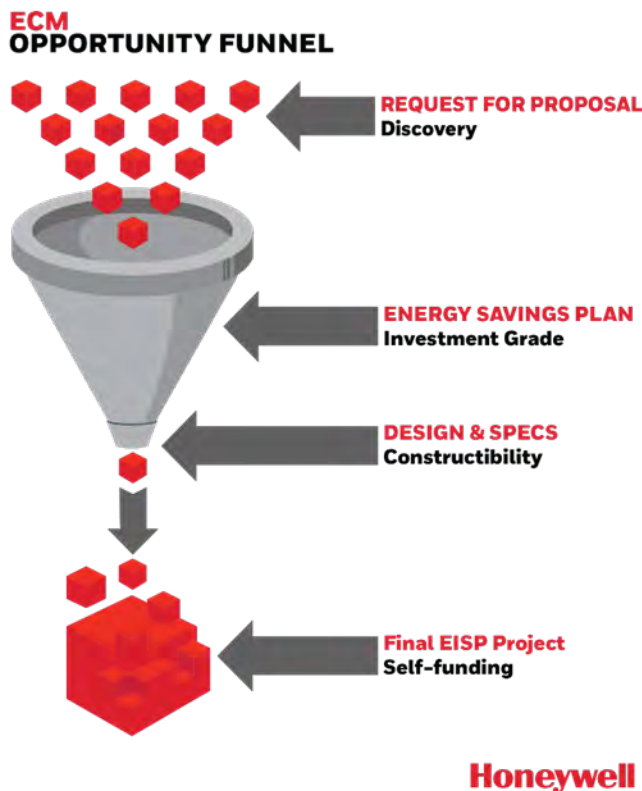 ECM
OPPORTUNITY FUNNEL
REQUEST FOR PROPOSAL
Discovery
ENERGY SAVINGS PLAN
Investment Grade
DESIGN & SPECS
Constructibility
Final EISP Project
Self-funding
Honeywell